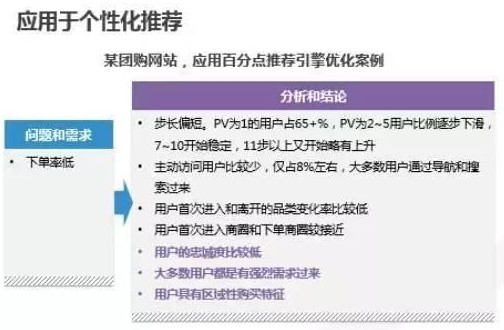 应用于个性化推荐
某团购网站，应用百分点推荐引擎优化案例
问题和需求
• 下单率低
分析和结论
• 步长偏短。PV为1的用户占65+%，PV为2~5用户比例逐步下滑，
7~10开始稳定，11步以上又开始略有上升
• 主动访问用户比较少，仅占8%左右，大多数用户通过导航和搜
索过来
• 用户首次进入和离开的品类变化率比较低
• 用户首次进入商圈和下单商圈较接近
• 用户的忠诚度比较低
• 大多数用户都是有强烈需求过来
• 用户具有区域性购买特征